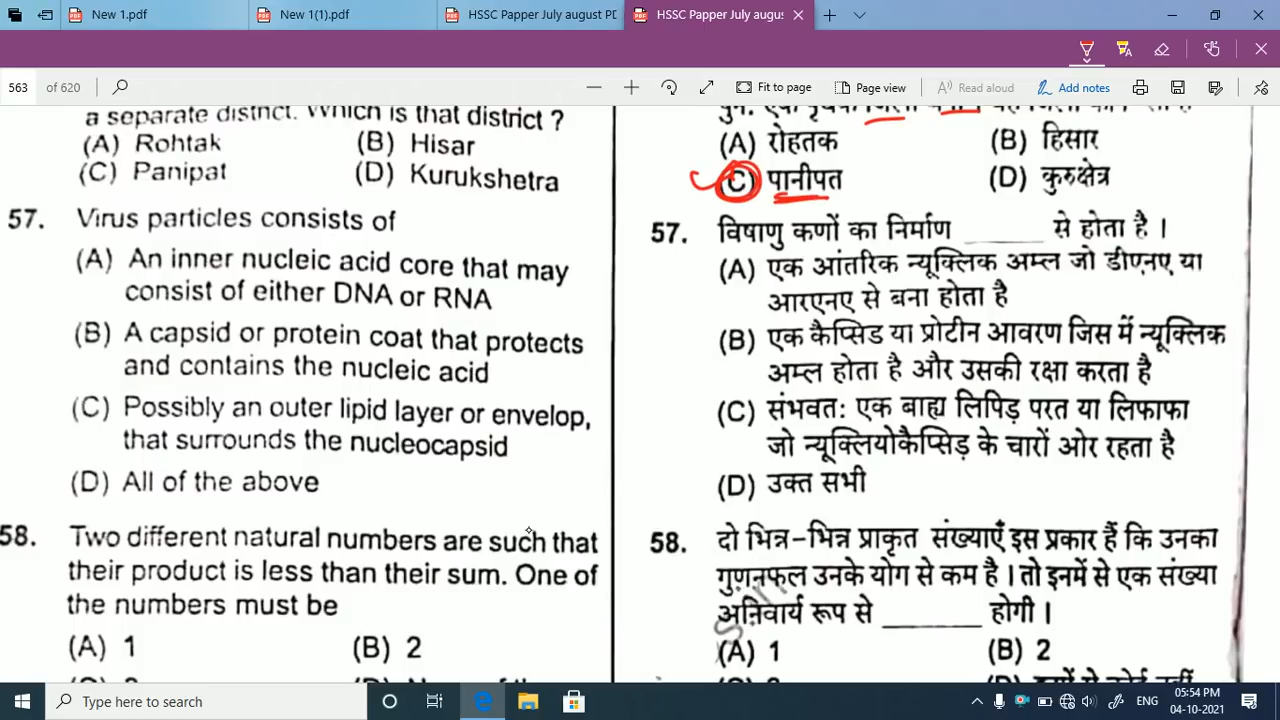 New 1.pdf
New 1(1).pdf
HSSC Papper July august PD
HSSC Papper July augus
563 of 620
Fit to page
Page view
Read aloud
Add notes
a separate district. Which is that district ?
(A) Rohtak (B) Hisar
(C) Panipat (D) Kurukshetra
57. Virus particles consists of
(A) An inner nucleic acid core that may
consist of either DNA or RNA
(B) A capsid or protein coat that protects
and contains the nucleic acid
(C) Possibly an outer lipid layer or envelop,
that surrounds the nucleocapsid
(D) All of the above
58. Two different natural numbers are such that
their product is less than their sum. One of
the numbers must be
(A) 1 (B) 2
(A) रोहतक (B) हिसार
(C) पानीपत (D) कुरुक्षेत्र
57. विषाणु कणों का निर्माण ______ से होता है ।
(A) एक आंतरिक न्यूक्लिक अम्ल जो डीएनए या
आरएनए से बना होता है
(B) एक कैप्सिड या प्रोटीन आवरण जिस में न्यूक्लिक
अम्ल होता है और उसकी रक्षा करता है
(C) संभवतः एक बाह्य लिपिड़ परत या लिफाफा
जो न्यूक्लियोकैप्सिड़ के चारों ओर रहता है
(D) उक्त सभी
58. दो भिन्न-भिन्न प्राकृत संख्याएँ इस प्रकार हैं कि उनका
गुणनफल उनके योग से कम है । तो इनमें से एक संख्या
अनिवार्य रूप से ______ होगी ।
(A) 1 (B) 2
Type here to search
05:54 PM
04-10-2021